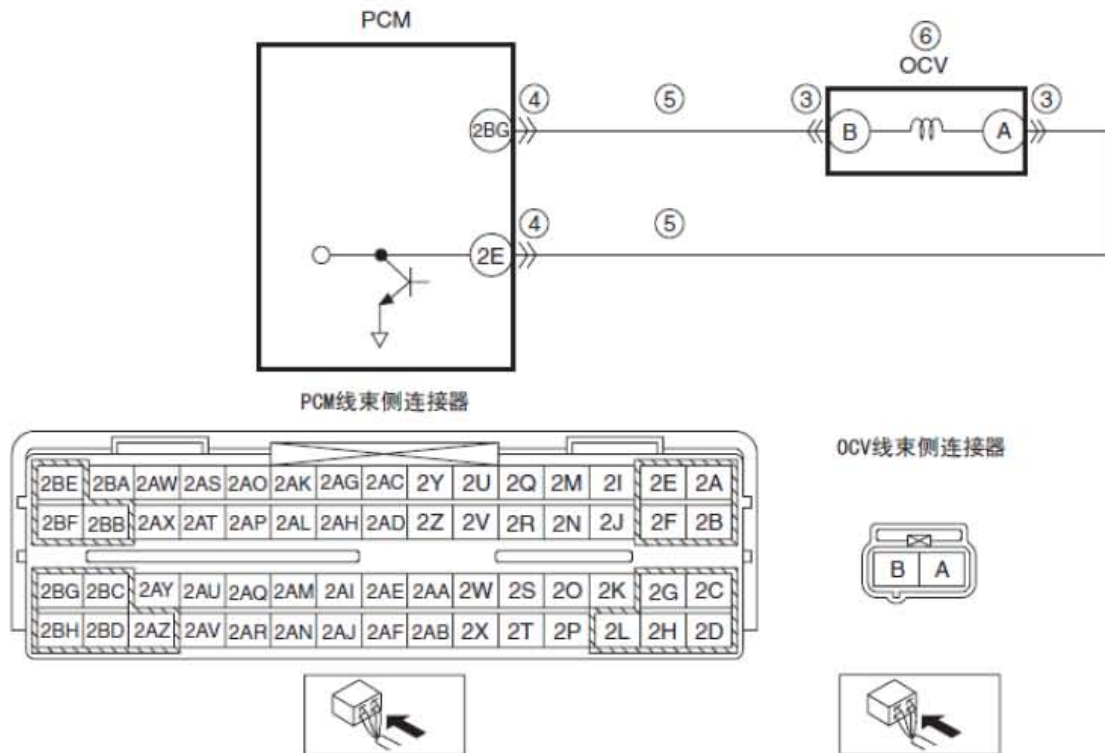 PCM
⑥
OCV
④ ⑤ ③ ③
2BG B A
④ ⑤
2E
PCM线束侧连接器
OCV线束侧连接器
2BE 2BA 2AW 2AS 2AO 2AK 2AG 2AC 2Y 2U 2Q 2M 2I 2E 2A
2BF 2BB 2AX 2AT 2AP 2AL 2AH 2AD 2Z 2V 2R 2N 2J 2F 2B
B A
2BG 2BC 2AY 2AU 2AQ 2AM 2AI 2AE 2AA 2W 2S 2O 2K 2G 2C
2BH 2BD 2AZ 2AV 2AR 2AN 2AJ 2AF 2AB 2X 2T 2P 2L 2H 2D